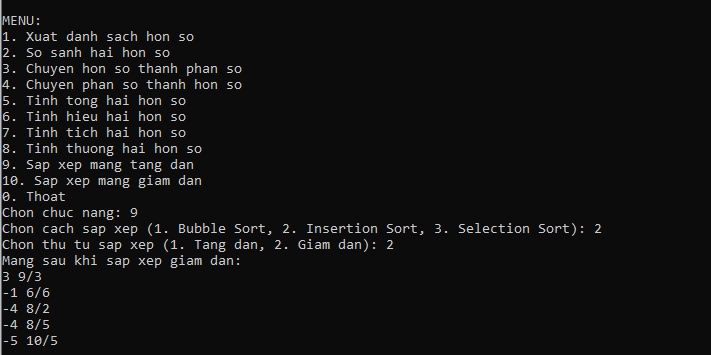 MENU:
1. Xuat danh sach hon so
2. So sanh hai hon so
3. Chuyen hon so thanh phan so
4. Chuyen phan so thanh hon so
5. Tinh tong hai hon so
6. Tinh hieu hai hon so
7. Tinh tich hai hon so
8. Tinh thuong hai hon so
9. Sap xep mang tang dan
10. Sap xep mang giam dan
0. Thoat
Chon chuc nang: 9
Chon cach sap xep (1. Bubble Sort, 2. Insertion Sort, 3. Selection Sort): 2
Chon thu tu sap xep (1. Tang dan, 2. Giam dan): 2
Mang sau khi sap xep giam dan:
3 9/3
-1 6/6
-4 8/2
-4 8/5
-5 10/5